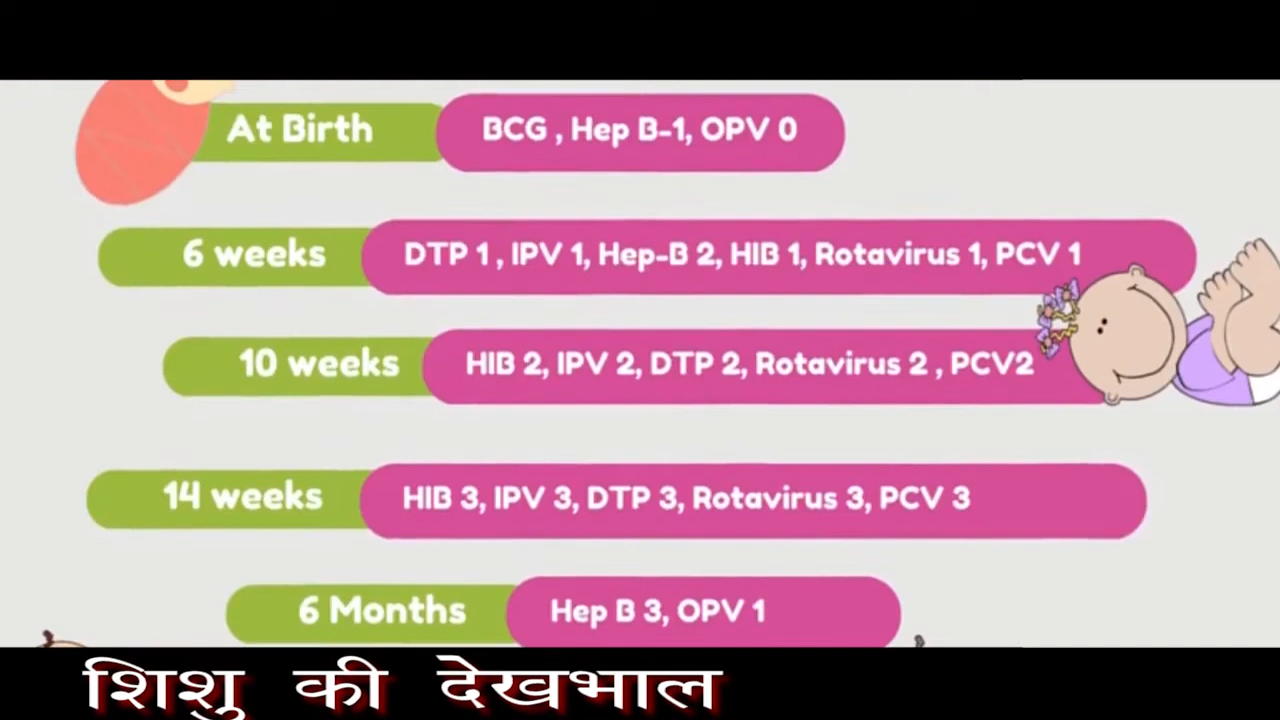 At Birth BCG , Hep B-1, OPV 0
6 weeks DTP 1 , IPV 1, Hep-B 2, HIB 1, Rotavirus 1, PCV 1
10 weeks HIB 2, IPV 2, DTP 2, Rotavirus 2 , PCV2
14 weeks HIB 3, IPV 3, DTP 3, Rotavirus 3, PCV 3
6 Months Hep B 3, OPV 1
शिशु की देखभाल